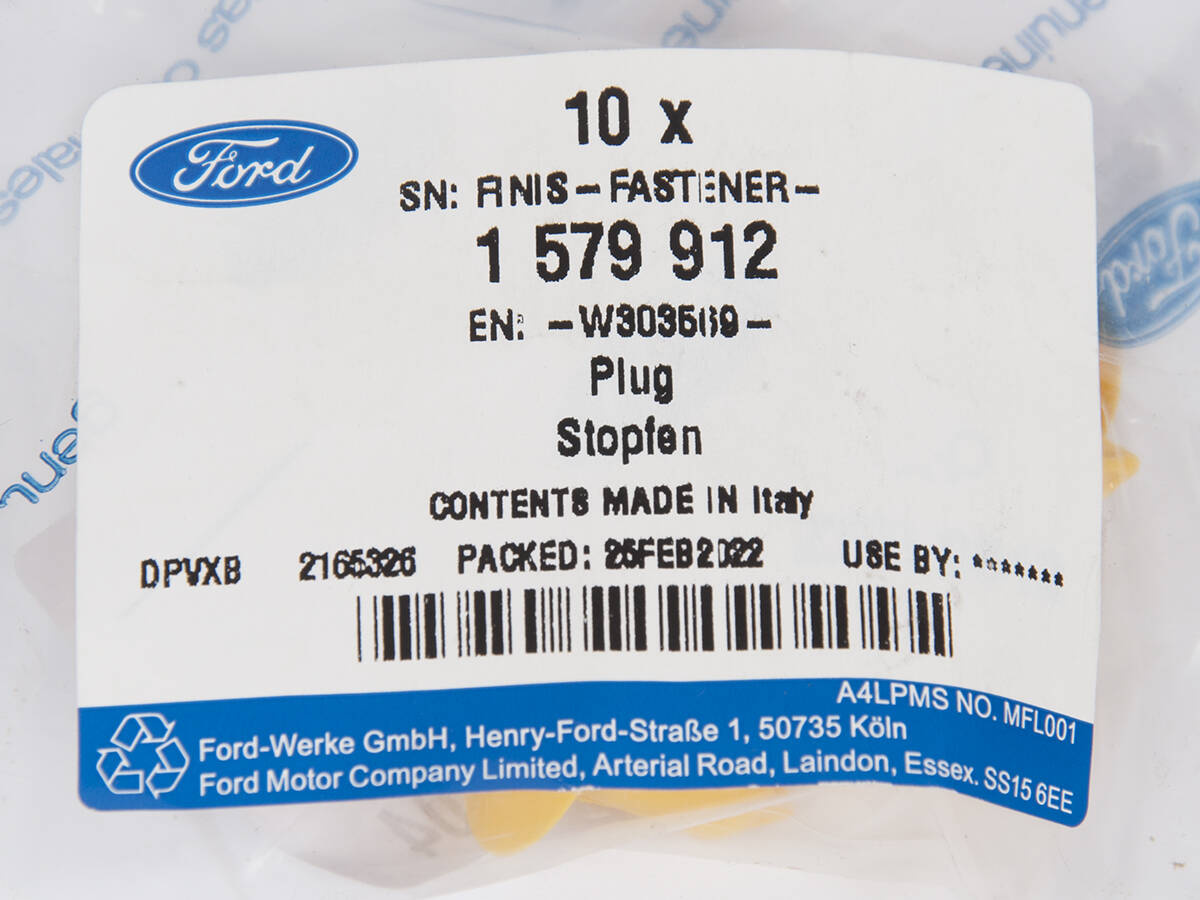 Ford
10 x
SN: FINIS-FASTENER-
1 579 912
EN: -W303589-
Plug
Stopfen
CONTENTS MADE IN Italy
DPVXB 2165326 PACKED: 25FEB2022 USE BY: *******
A4LPMS NO. MFL001
Ford-Werke GmbH, Henry-Ford-Straße 1, 50735 Köln
Ford Motor Company Limited, Arterial Road, Laindon, Essex. SS15 6EE
Ford